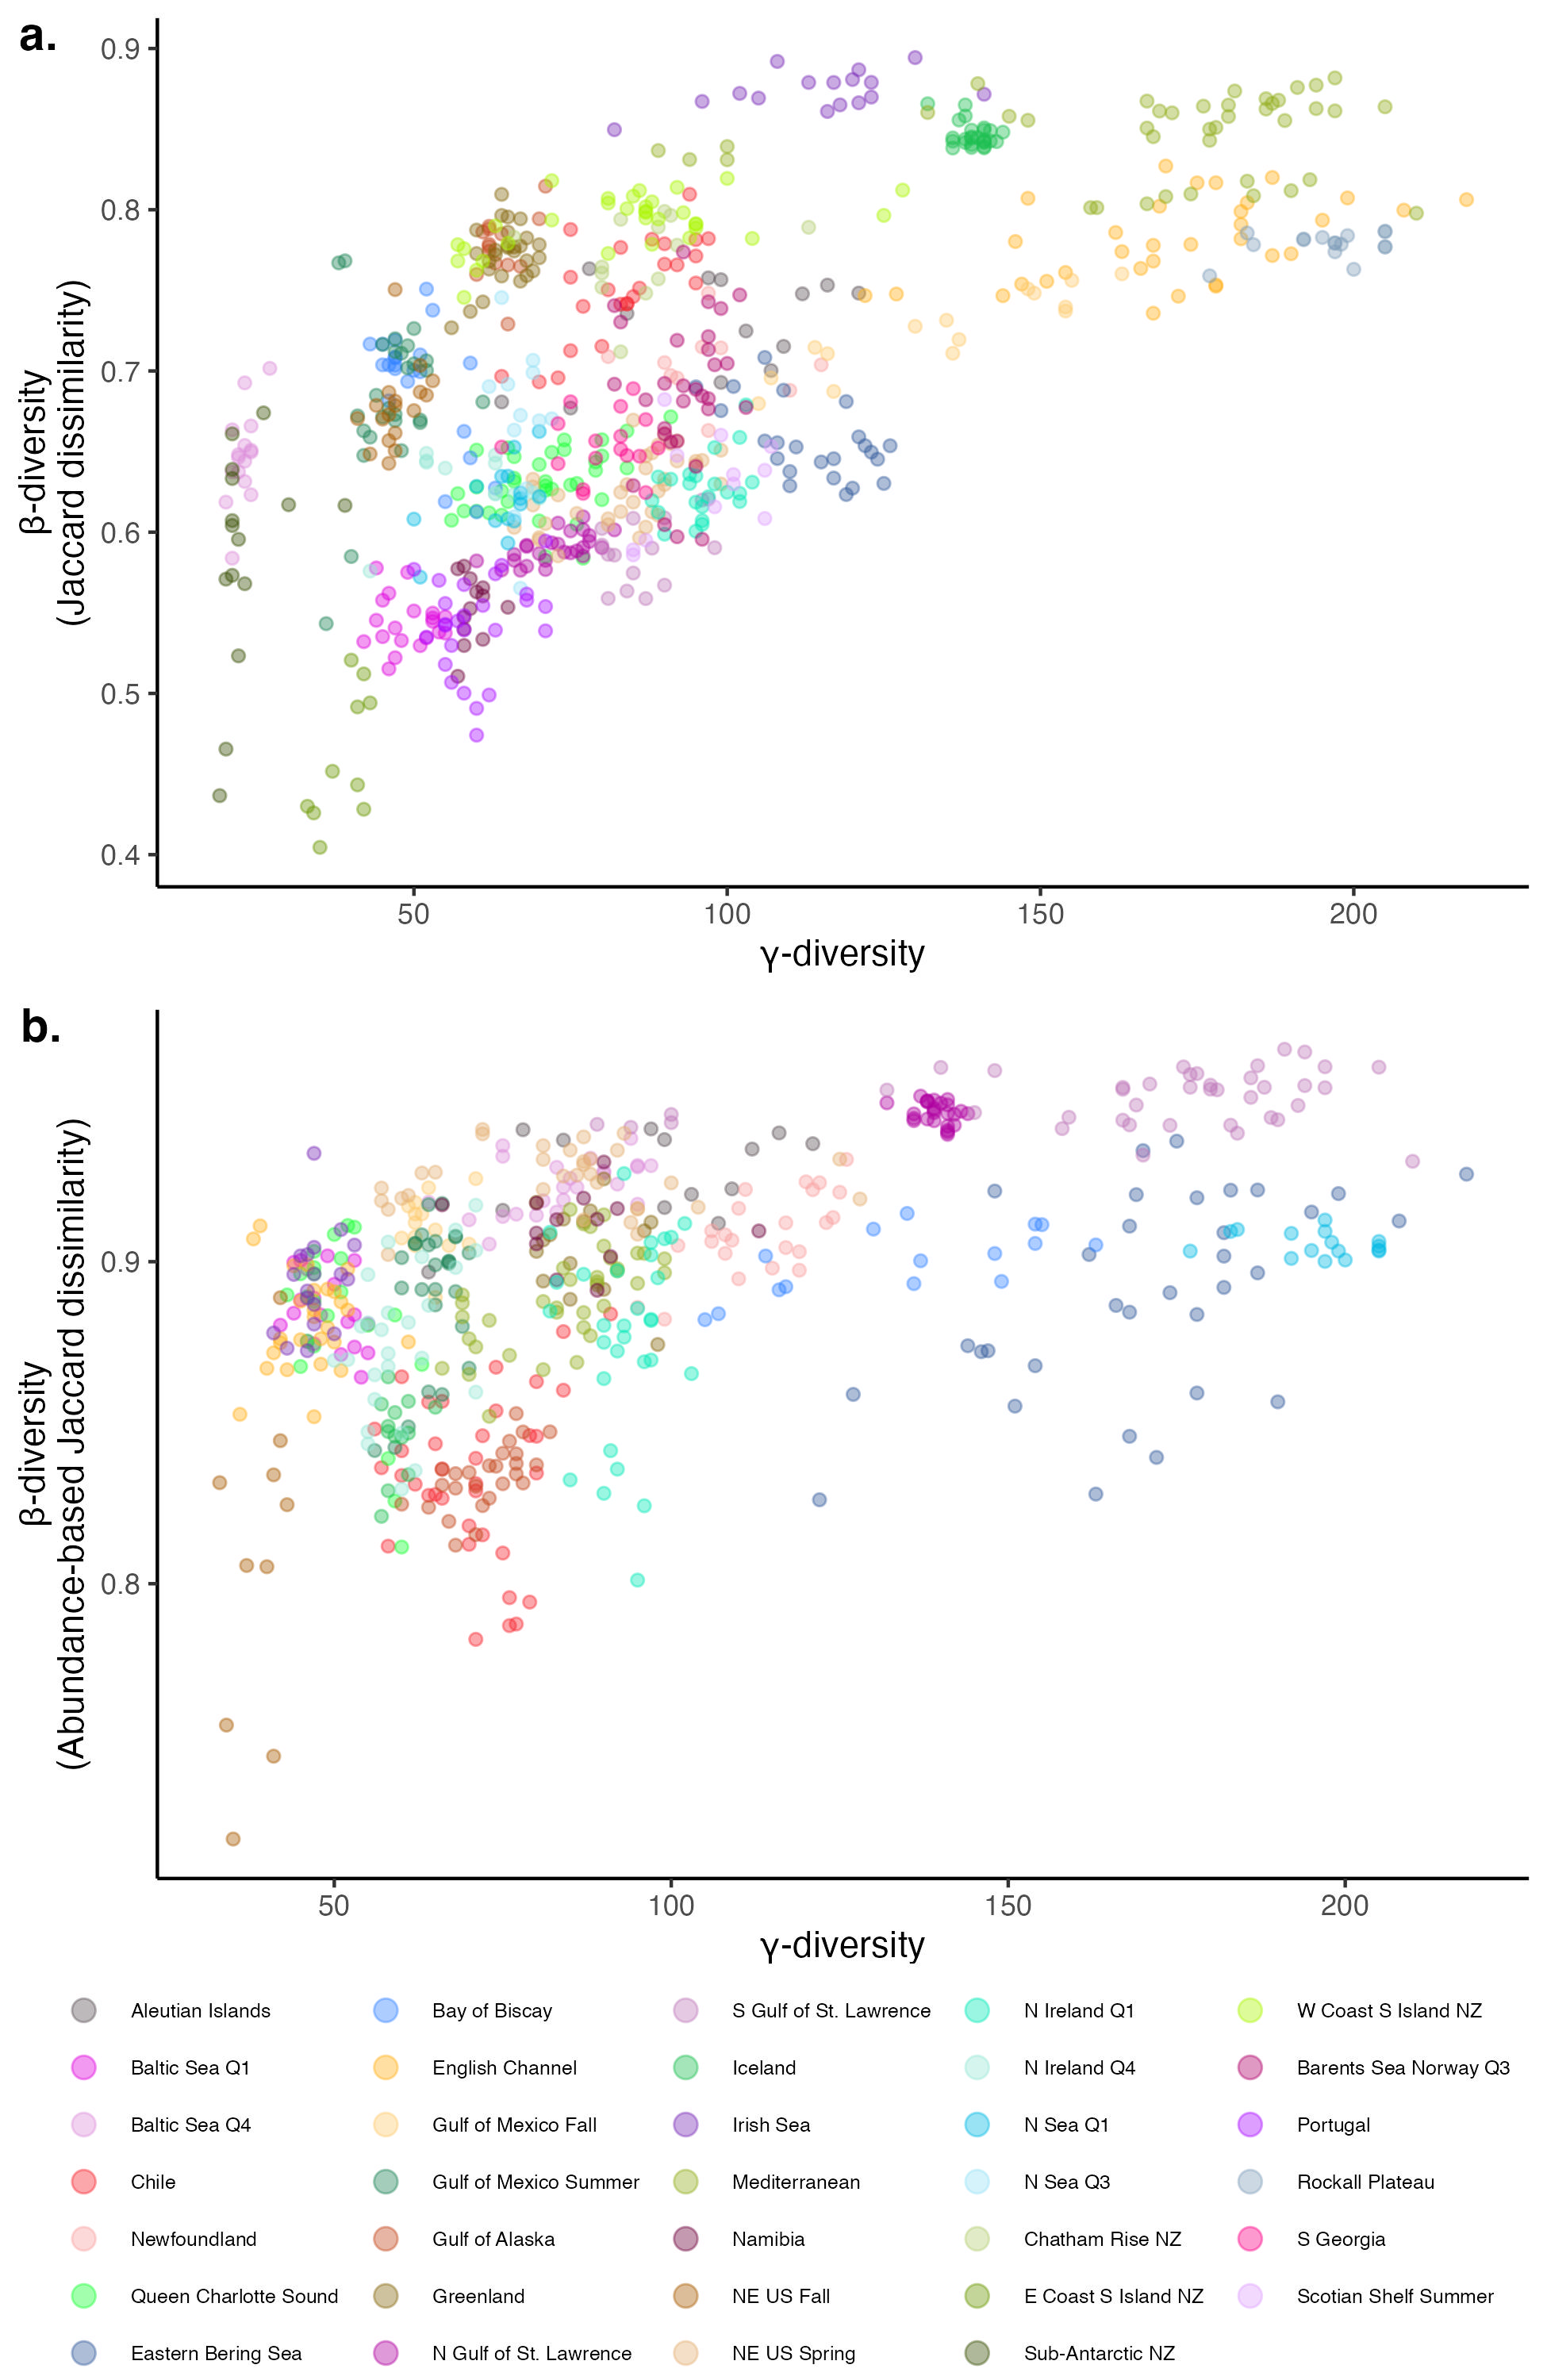 a.
0.9
0.8
0.7
0.6
0.5
0.4
β-diversity
(Jaccard dissimilarity)
50 100 150 200
γ-diversity
b.
0.9
0.8
β-diversity
(Abundance-based Jaccard dissimilarity)
50 100 150 200
γ-diversity
Aleutian Islands
Baltic Sea Q1
Baltic Sea Q4
Chile
Newfoundland
Queen Charlotte Sound
Eastern Bering Sea
Bay of Biscay
English Channel
Gulf of Mexico Fall
Gulf of Mexico Summer
Gulf of Alaska
Greenland
N Gulf of St. Lawrence
S Gulf of St. Lawrence
Iceland
Irish Sea
Mediterranean
Namibia
NE US Fall
NE US Spring
N Ireland Q1
N Ireland Q4
N Sea Q1
N Sea Q3
Chatham Rise NZ
E Coast S Island NZ
Sub-Antarctic NZ
W Coast S Island NZ
Barents Sea Norway Q3
Portugal
Rockall Plateau
S Georgia
Scotian Shelf Summer